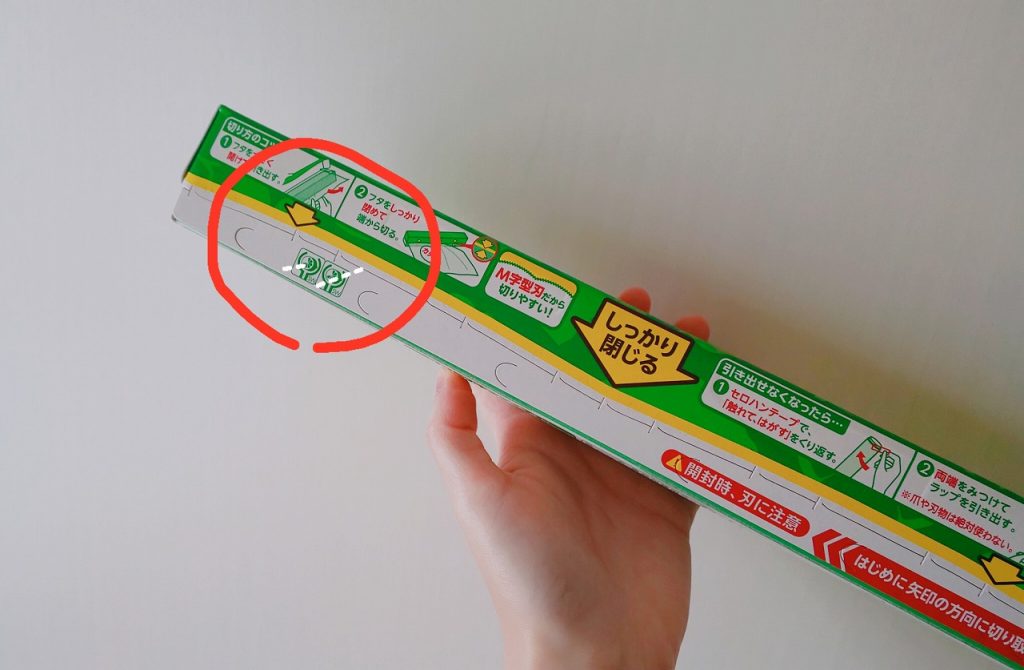 切り方のコ
① フタを
開け
き出す。
② フタをしっかり
閉めて
端から切る。
M字型刃だから
切りやすい!
しっかり
閉じる
引き出せなくなったら…
① セロハンテープで、
「触れて、はがす」をくり返す。
② 両端をみつけて
ラップを引き出す。
※爪や刃物は絶対使わない。
開封時、刃に注意
はじめに矢印の方向に切り取